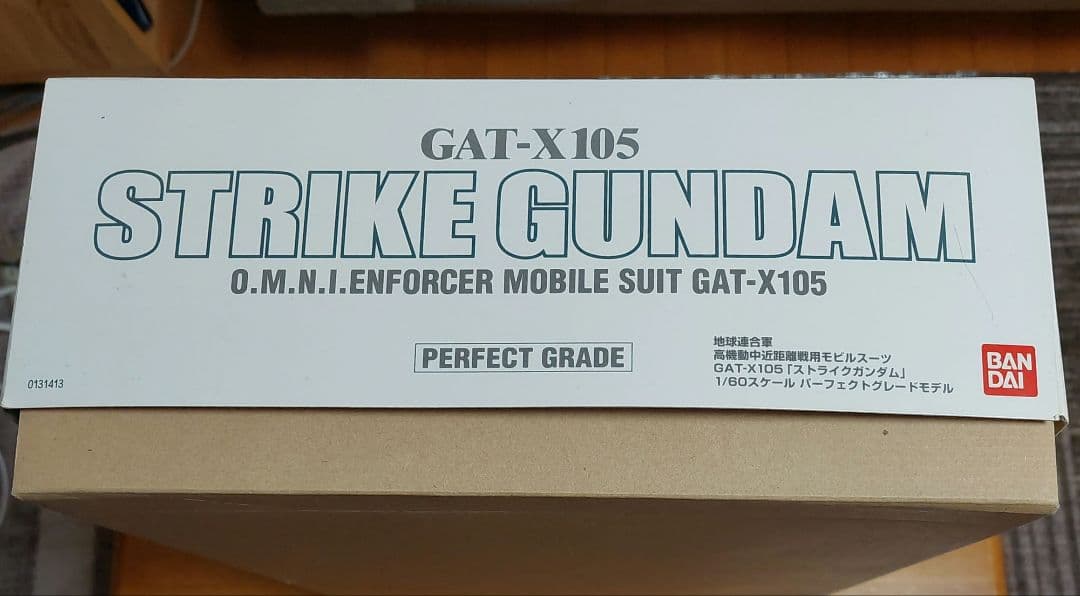 GAT-X105
STRIKE GUNDAM
O.M.N.I.ENFORCER MOBILE SUIT GAT-X105
PERFECT GRADE
地球連合軍
高機動中近距離戦用モビルスーツ
GAT-X105「ストライクガンダム」
1/60スケール パーフェクトグレードモデル
BAN
DAI
0131413